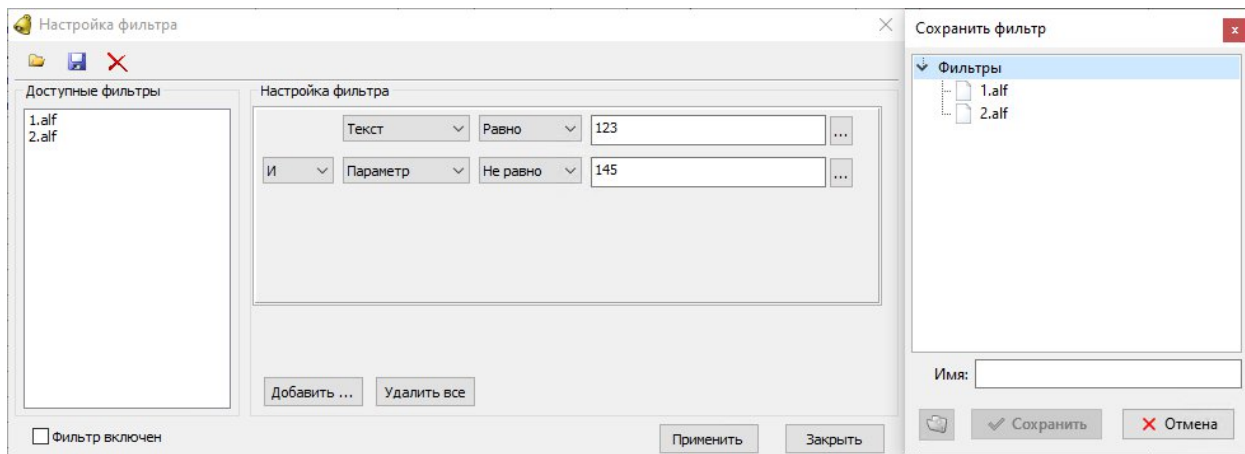 Настройка фильтра
Доступные фильтры
1.alf
2.alf
Настройка фильтра
Текст Равно 123 ...
И Параметр Не равно 145 ...
Добавить ... Удалить все
Фильтр включен
Применить Закрыть
Сохранить фильтр
Фильтры
1.alf
2.alf
Имя:
Сохранить Отмена